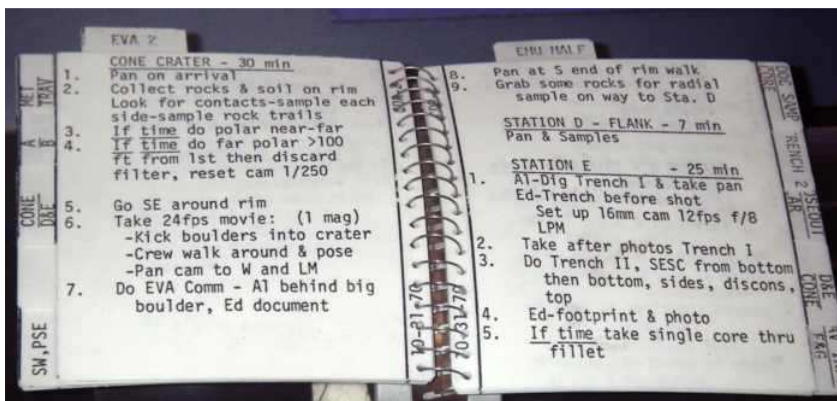 EVA 2
CONE CRATER - 30 min
1. Pan on arrival
2. Collect rocks & soil on rim
Look for contacts-sample each
side-sample rock trails
3. If time do polar near-far
4. If time do far polar >100
ft from 1st then discard
filter, reset cam 1/250
5. Go SE around rim
6. Take 24fps movie: (1 mag)
-Kick boulders into crater
-Crew walk around & pose
-Pan cam to W and LM
7. Do EVA Comm - Al behind big
boulder, Ed document
MET
TRAV
A
B
CONE
D&E
SW,PSE
10-21-70
EMU MALF
8. Pan at S end of rim walk
9. Grab some rocks for radial
sample on way to Sta. D
STATION D - FLANK - 7 min
Pan & Samples
STATION E - 25 min
1. Al-Dig Trench I & take pan
Ed-Trench before shot
Set up 16mm cam 12fps f/8
LPM
2. Take after photos Trench I
3. Do Trench II, SESC from bottom
then bottom, sides, discons,
top
4. Ed-footprint & photo
5. If time take single core thru
fillet
10-31-70
DOC SAMP
CORE
D&E
CONE
F&G